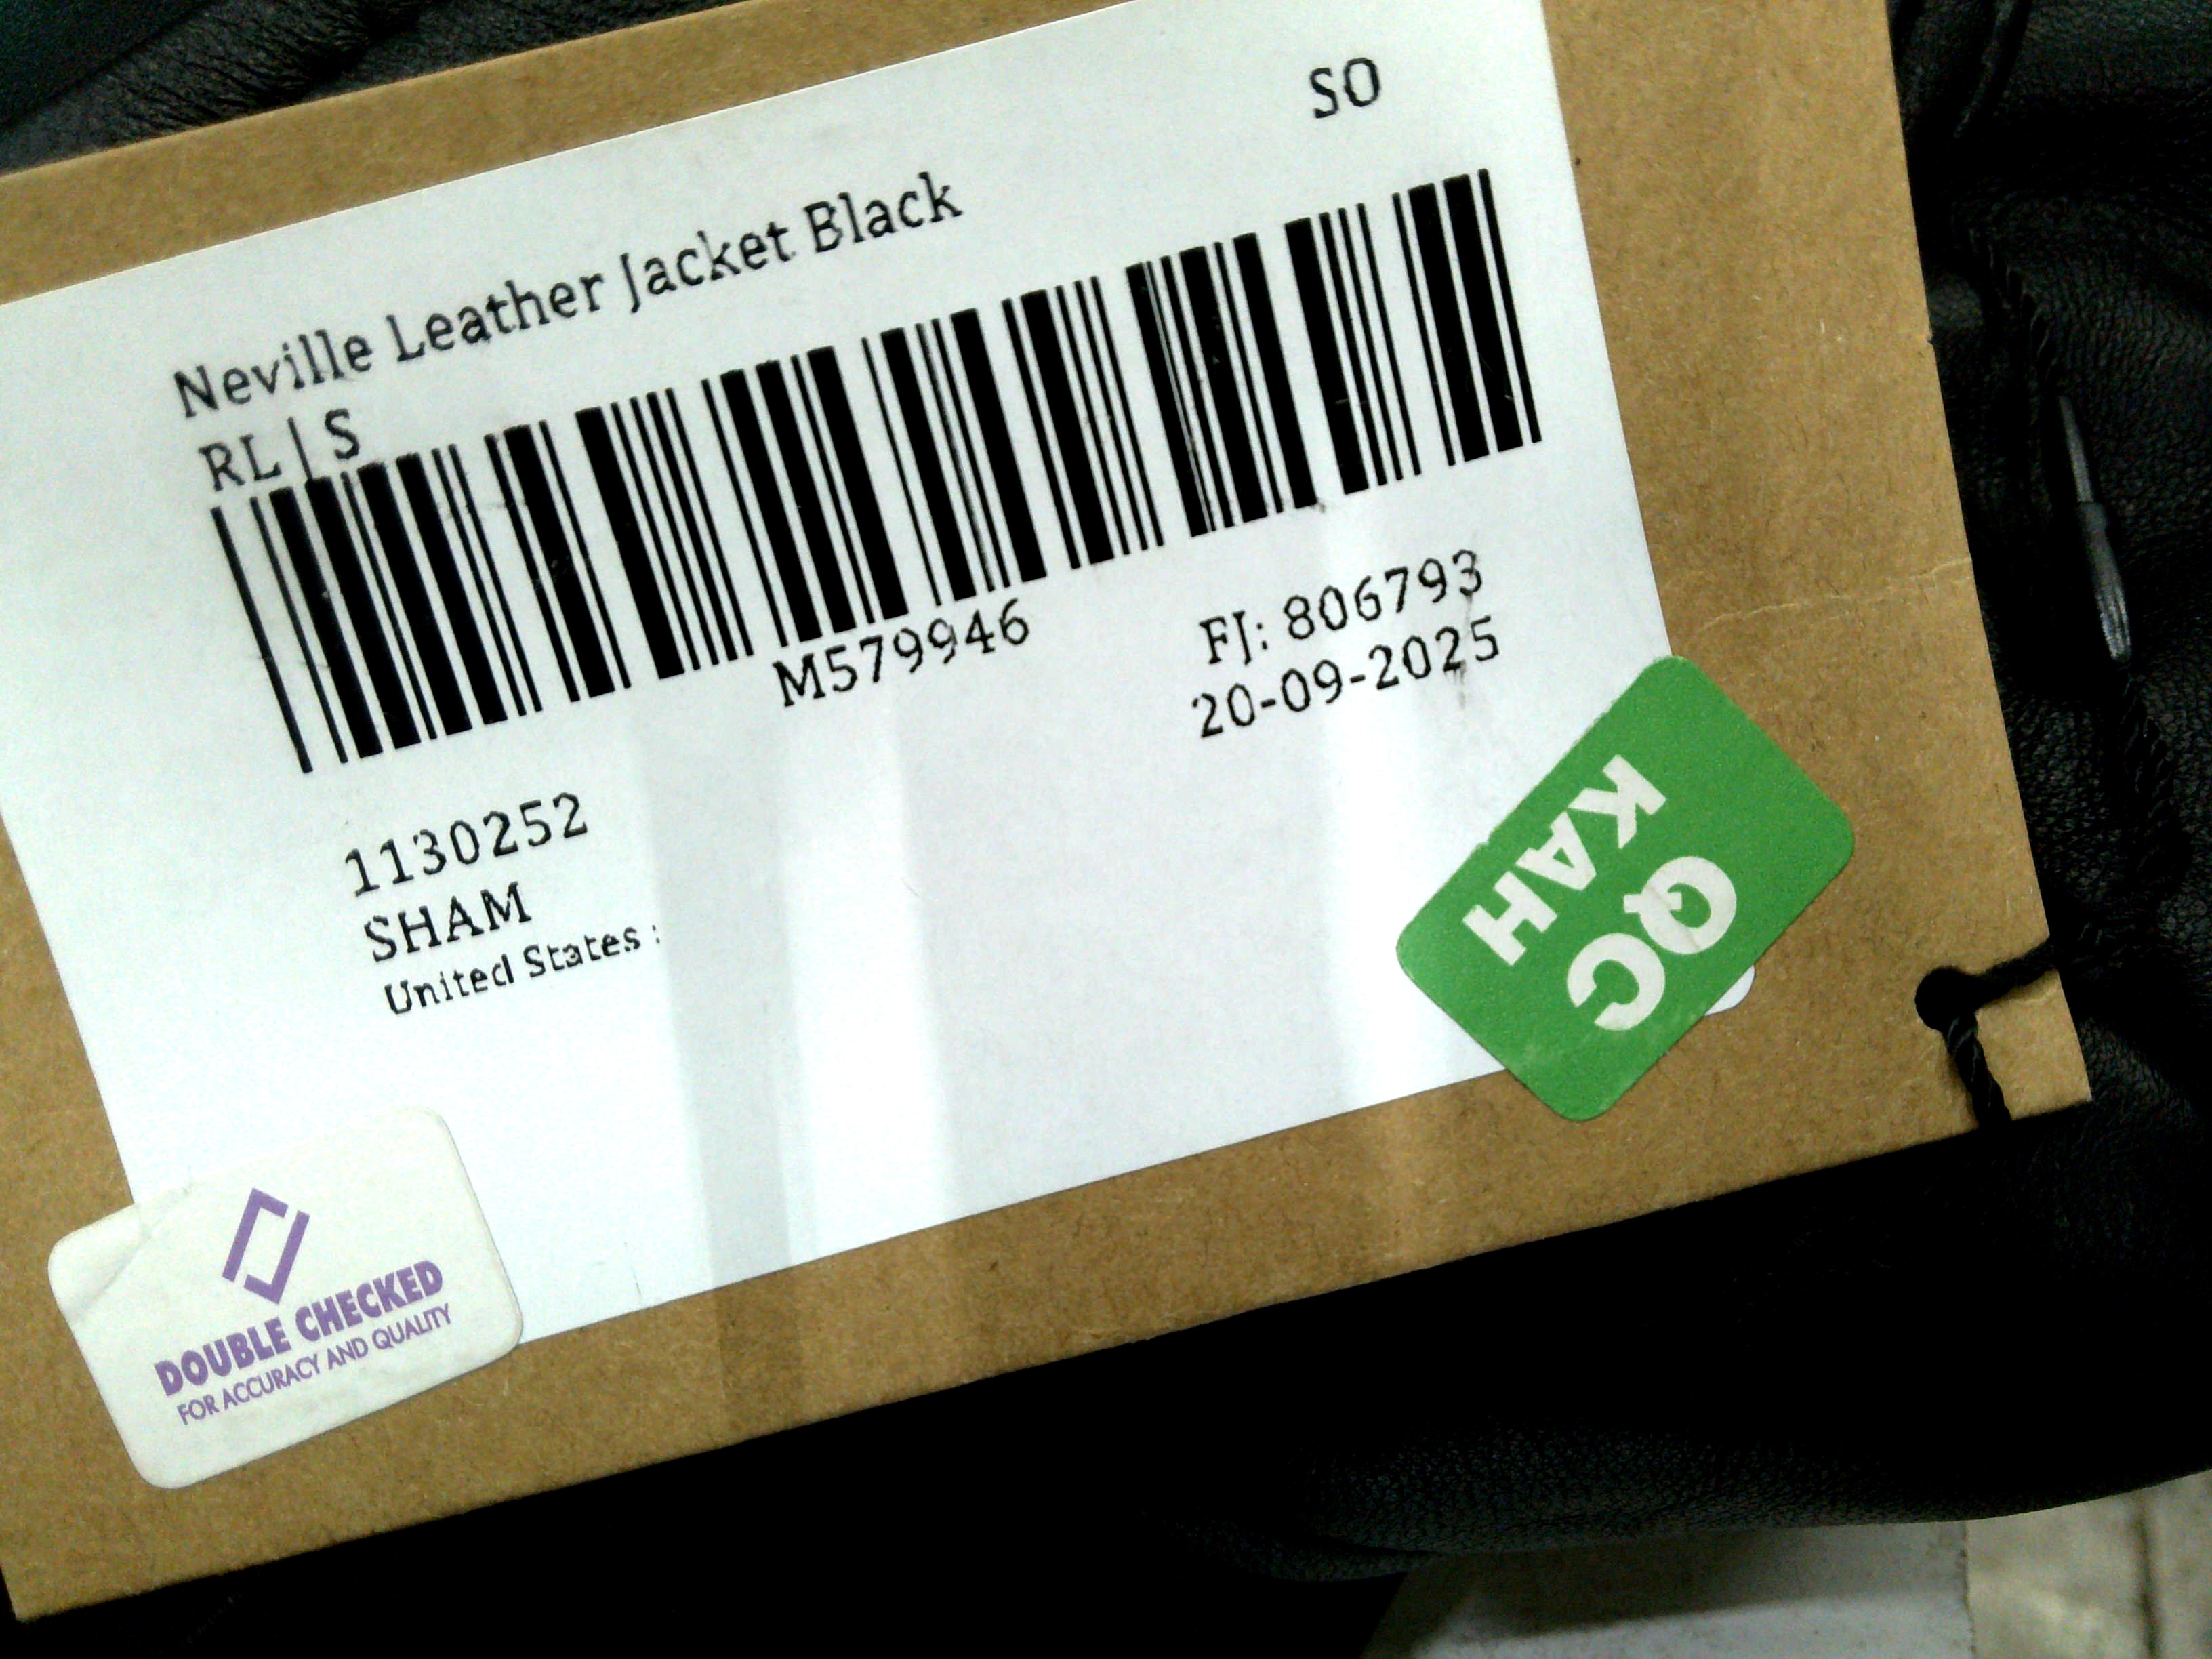 SO
Neville Leather Jacket Black
RL|S
M579946
FJ: 806793
20-09-2025
1130252
SHAM
United States :
QC
KAH
DOUBLE CHECKED
FOR ACCURACY AND QUALITY